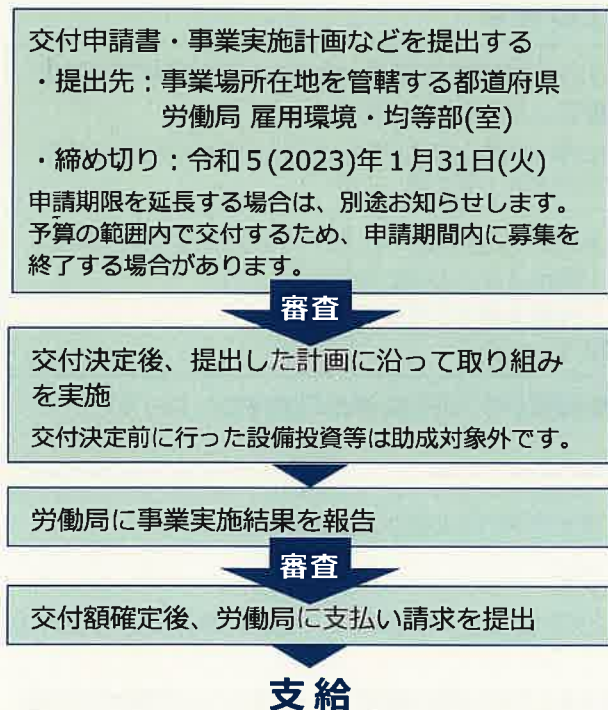 交付申請書・事業実施計画などを提出する
・提出先：事業場所在地を管轄する都道府県
労働局 雇用環境・均等部(室)
・締め切り：令和５(2023)年１月31日(火)
申請期限を延長する場合は、別途お知らせします。
予算の範囲内で交付するため、申請期間内に募集を
終了する場合があります。
審査
交付決定後、提出した計画に沿って取り組み
を実施
交付決定前に行った設備投資等は助成対象外です。
労働局に事業実施結果を報告
審査
交付額確定後、労働局に支払い請求を提出
支給